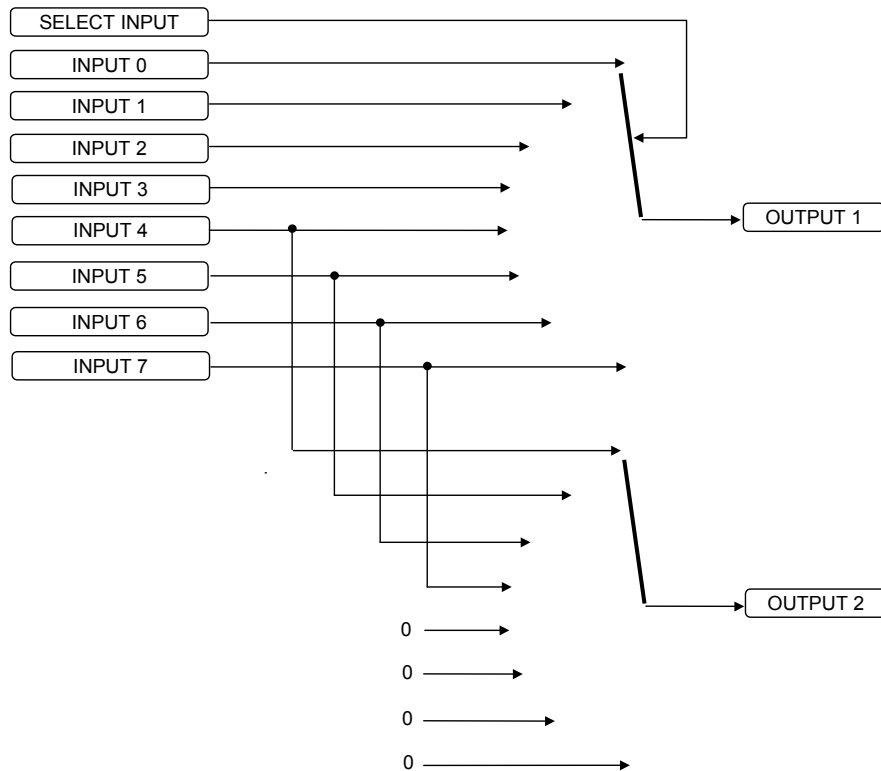 SELECT INPUT
INPUT 0
INPUT 1
INPUT 2
INPUT 3
INPUT 4
INPUT 5
INPUT 6
INPUT 7
OUTPUT 1
OUTPUT 2
0
0
0
0